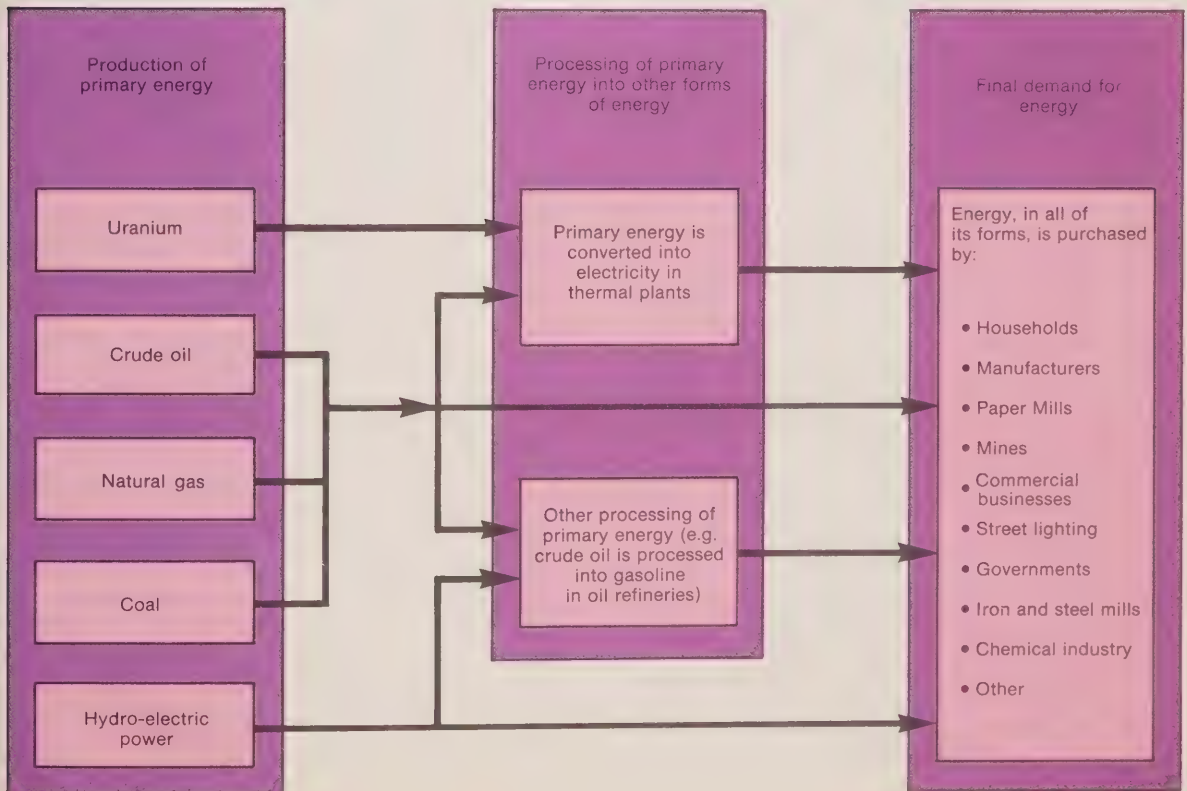 Production of
primary energy
Uranium
Crude oil
Natural gas
Coal
Hydro-electric
power
Processing of primary
energy into other forms
of energy
Primary energy is
converted into
electricity in
thermal plants
Other processing of
primary energy (e.g.
crude oil is processed
into gasoline
in oil refineries)
Final demand for
energy
Energy, in all of
its forms, is purchased
by:
• Households
• Manufacturers
• Paper Mills
• Mines
• Commercial
businesses
• Street lighting
• Governments
• Iron and steel mills
• Chemical industry
• Other